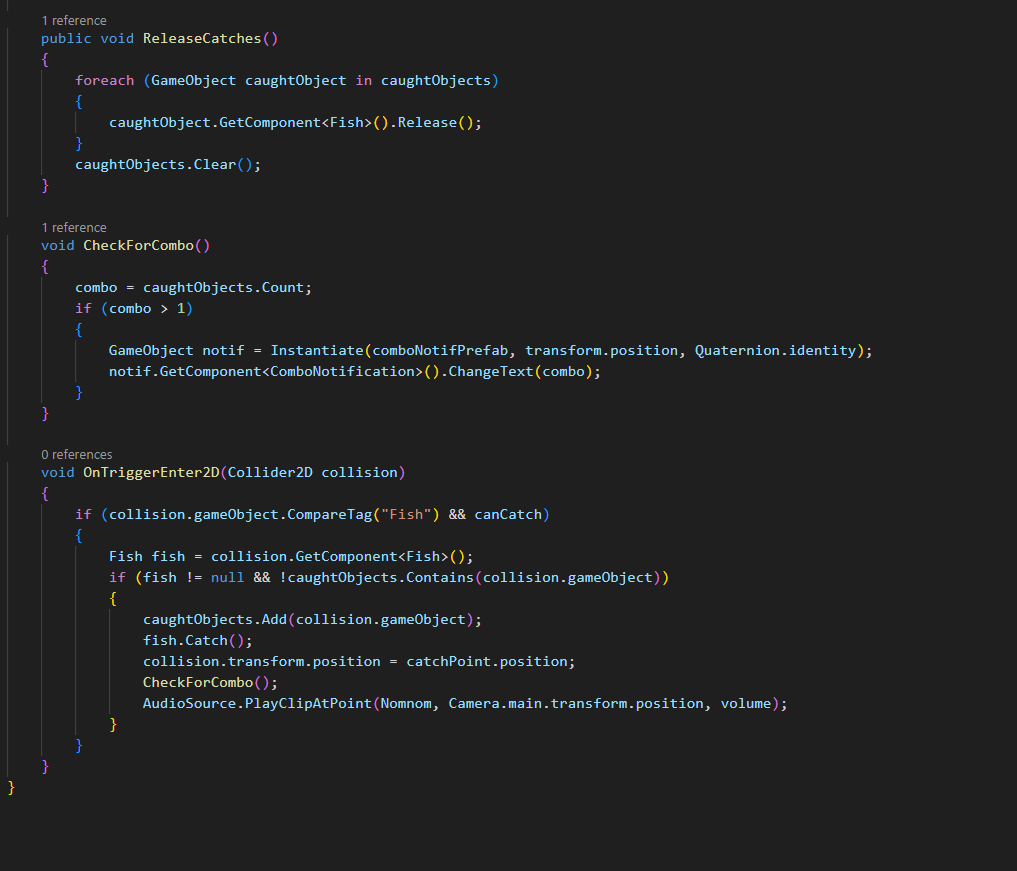 1 reference
public void ReleaseCatches()
{
foreach (GameObject caughtObject in caughtObjects)
{
caughtObject.GetComponent<Fish>().Release();
}
caughtObjects.Clear();
}
1 reference
void CheckForCombo()
{
combo = caughtObjects.Count;
if (combo > 1)
{
GameObject notif = Instantiate(comboNotifPrefab, transform.position, Quaternion.identity);
notif.GetComponent<ComboNotification>().ChangeText(combo);
}
}
0 references
void OnTriggerEnter2D(Collider2D collision)
{
if (collision.gameObject.CompareTag("Fish") && canCatch)
{
Fish fish = collision.GetComponent<Fish>();
if (fish != null && !caughtObjects.Contains(collision.gameObject))
{
caughtObjects.Add(collision.gameObject);
fish.Catch();
collision.transform.position = catchPoint.position;
CheckForCombo();
AudioSource.PlayClipAtPoint(Nomnom, Camera.main.transform.position, volume);
}
}
}
}